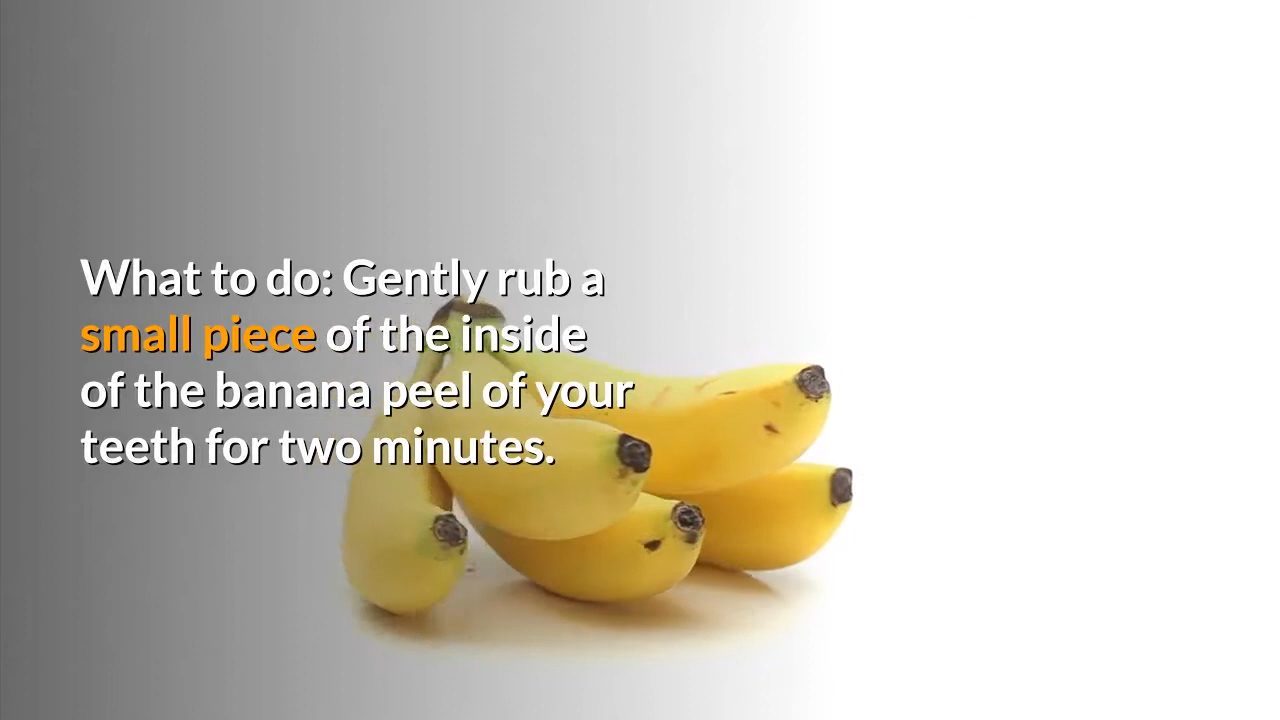 What to do: Gently rub a
small piece of the inside
of the banana peel of your
teeth for two minutes.